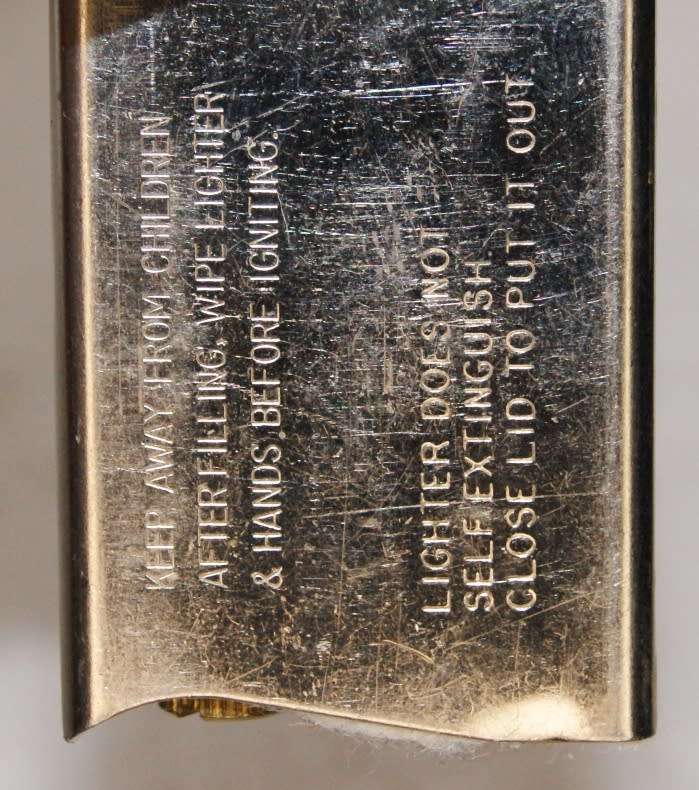 KEEP AWAY FROM CHILDREN
AFTER FILLING, WIPE LIGHTER
& HANDS BEFORE IGNITING.
LIGHTER DOES NOT
SELF EXTINGUISH.
CLOSE LID TO PUT IT OUT.